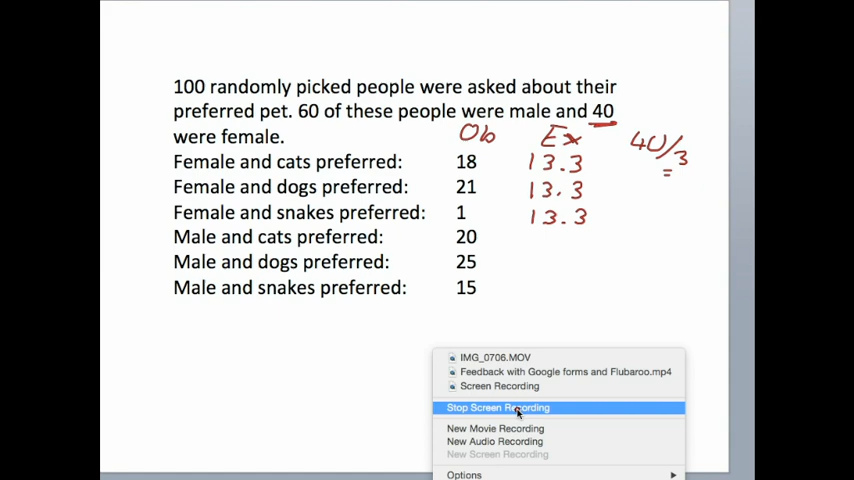 100 randomly picked people were asked about their
preferred pet. 60 of these people were male and 40
were female.
Ob Ex 40/3
=
Female and cats preferred: 18 13.3
Female and dogs preferred: 21 13.3
Female and snakes preferred: 1 13.3
Male and cats preferred: 20
Male and dogs preferred: 25
Male and snakes preferred: 15
IMG_0706.MOV
Feedback with Google forms and Flubaroo.mp4
Screen Recording
Stop Screen Recording
New Movie Recording
New Audio Recording
New Screen Recording
Options